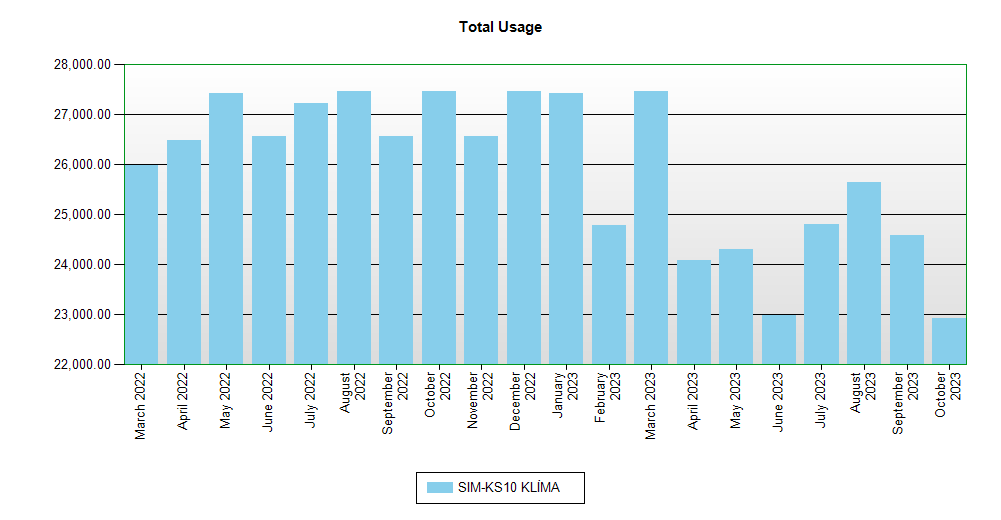 Total Usage
28,000.00
27,000.00
26,000.00
25,000.00
24,000.00
23,000.00
22,000.00
March 2022
April 2022
May 2022
June 2022
July 2022
August
2022
September
2022
October
2022
November
2022
December
2022
January
2023
February
2023
March 2023
April 2023
May 2023
June 2023
July 2023
August
2023
September
2023
October
2023
SIM-KS10 KLÍMA